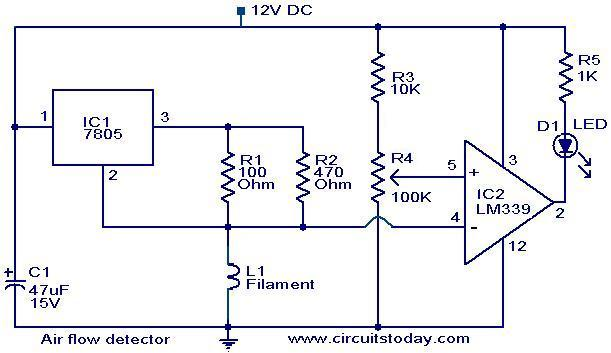 12V DC
R5
1K
R3
10K
1
IC1
7805
3
D1
LED
2
R1
100
Ohm
R2
470
Ohm
R4
100K
5
+
3
IC2
LM339
2
4
-
12
+
C1
47uF
15V
L1
Filament
Air flow detector
www.circuitstoday.com